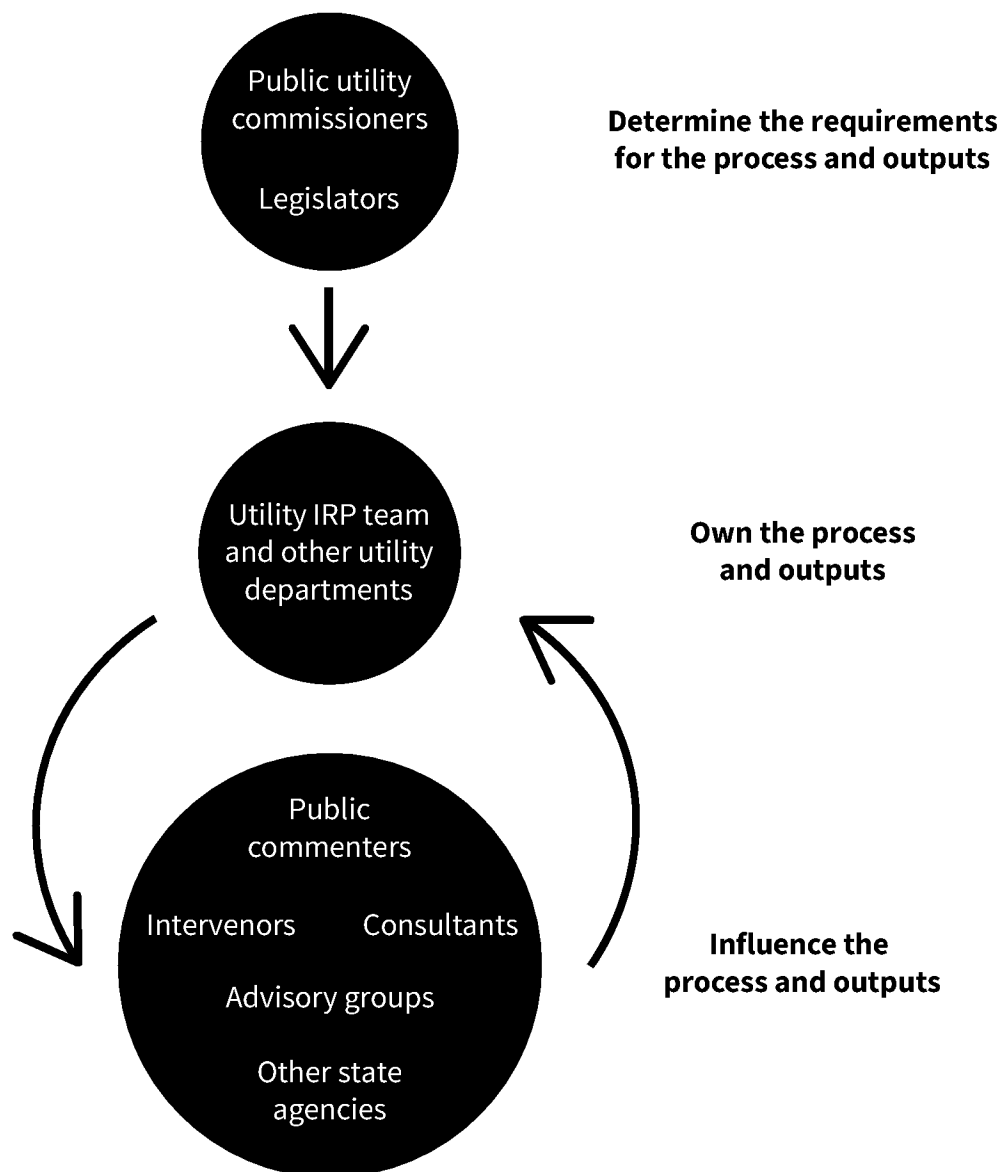 Public utility
commissioners
Legislators
Determine the requirements
for the process and outputs
Utility IRP team
and other utility
departments
Own the process
and outputs
Public
commenters
Intervenors
Consultants
Advisory groups
Other state
agencies
Influence the
process and outputs